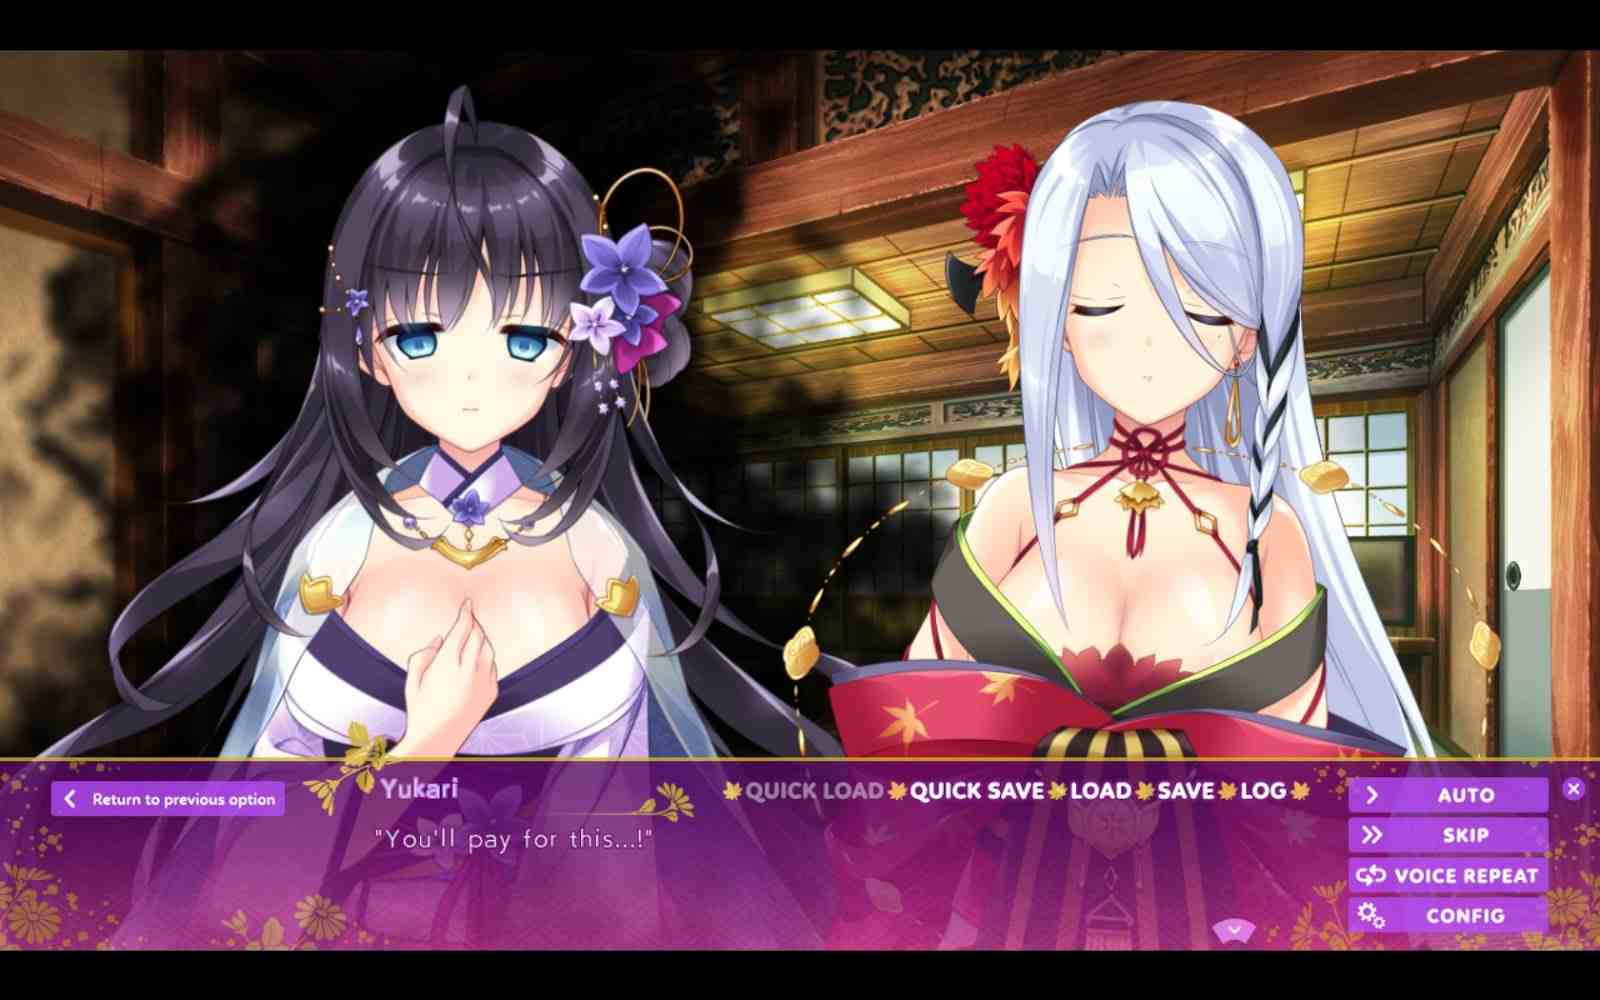 Return to previous option
Yukari
QUICK LOAD QUICK SAVE LOAD SAVE LOG
"You'll pay for this...!"
AUTO
SKIP
VOICE REPEAT
CONFIG